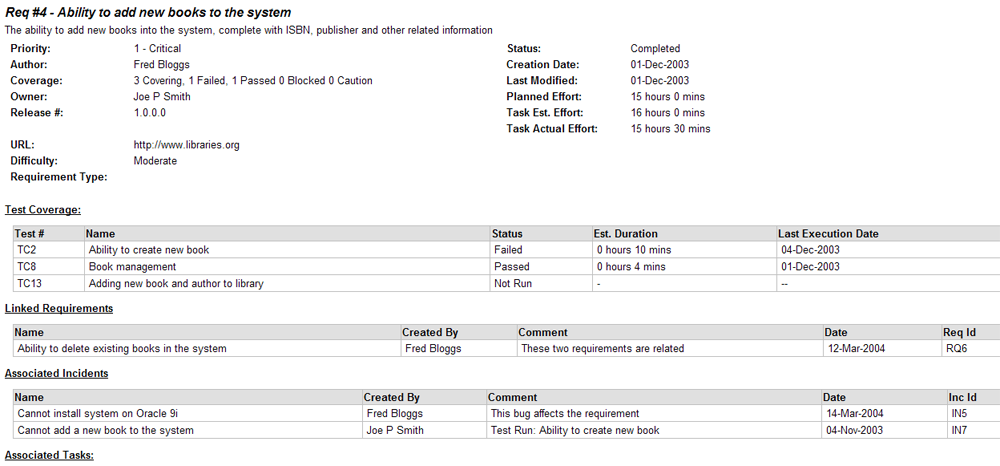 Req #4 - Ability to add new books to the system
The ability to add new books into the system, complete with ISBN, publisher and other related information
Priority: 1 - Critical Status: Completed
Author: Fred Bloggs Creation Date: 01-Dec-2003
Coverage: 3 Covering, 1 Failed, 1 Passed 0 Blocked 0 Caution Last Modified: 01-Dec-2003
Owner: Joe P Smith Planned Effort: 15 hours 0 mins
Release #: 1.0.0.0 Task Est. Effort: 16 hours 0 mins
Task Actual Effort: 15 hours 30 mins
URL: http://www.libraries.org
Difficulty: Moderate
Requirement Type:
Test Coverage:
Test # Name Status Est. Duration Last Execution Date
TC2 Ability to create new book Failed 0 hours 10 mins 04-Dec-2003
TC8 Book management Passed 0 hours 4 mins 01-Dec-2003
TC13 Adding new book and author to library Not Run - --
Linked Requirements
Name Created By Comment Date Req Id
Ability to delete existing books in the system Fred Bloggs These two requirements are related 12-Mar-2004 RQ6
Associated Incidents
Name Created By Comment Date Inc Id
Cannot install system on Oracle 9i Fred Bloggs This bug affects the requirement 14-Mar-2004 IN5
Cannot add a new book to the system Joe P Smith Test Run: Ability to create new book 04-Nov-2003 IN7
Associated Tasks: